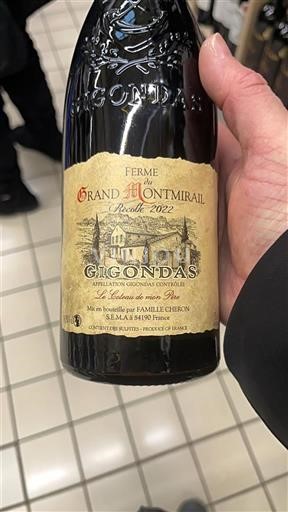 GIGONDAS
FERME
du
GRAND MONTMIRAIL
Récolte 2022
GIGONDAS
APPELLATION GIGONDAS CONTRÔLÉE
Le Coteau de mon Père
Mis en bouteille par FAMILLE CHERON
S.E.M.A à 84190 France
CONTIENT DES SULFITES - PRODUCT OF FRANCE